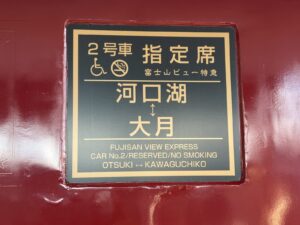 2号車 指定席
富士山ビュー特急
河口湖
↕
大月
FUJISAN VIEW EXPRESS
CAR No.2/RESERVED/NO SMOKING
OTSUKI ↔ KAWAGUCHIKO